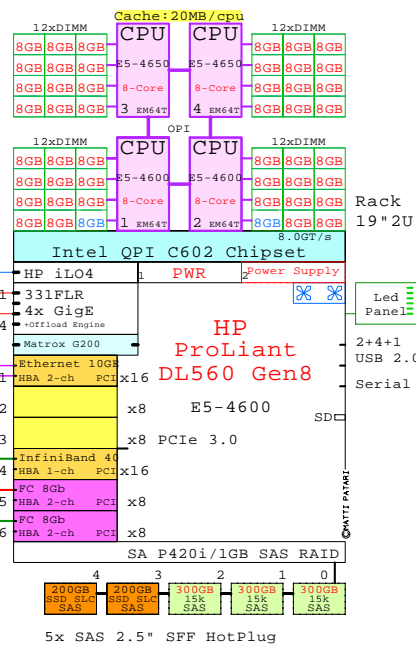 Cache:20MB/cpu
12xDIMM CPU CPU 12xDIMM
8GB 8GB 8GB 8GB 8GB 8GB
8GB 8GB 8GB E5-4650 E5-4650 8GB 8GB 8GB
8GB 8GB 8GB 8-Core 8-Core 8GB 8GB 8GB
8GB 8GB 8GB 3 EM64T 4 EM64T 8GB 8GB 8GB
QPI
12xDIMM CPU CPU 12xDIMM
8GB 8GB 8GB 8GB 8GB 8GB
8GB 8GB 8GB E5-4600 E5-4600 8GB 8GB 8GB
8GB 8GB 8GB 8-Core 8-Core 8GB 8GB 8GB
8GB 8GB 8GB 1 EM64T 2 EM64T 8GB 8GB 8GB
Rack
19"2U
8.0GT/s
Intel QPI C602 Chipset
HP iLO4 1 PWR 2 Power Supply
1 331FLR
4x GigE
4 +Offload Engine
Led
Panel
Matrox G200
HP
ProLiant
DL560 Gen8
2+4+1
USB 2.0
Serial
Ethernet 10GE
1 HBA 2-ch PCI x16
2 x8 E5-4600
SD
3 x8 PCIe 3.0
InfiniBand 40
4 HBA 1-ch PCI x16
FC 8Gb
5 HBA 2-ch PCI x8
FC 8Gb
6 HBA 2-ch PCI x8
©MATTI PATARI
SA P420i/1GB SAS RAID
4 3 2 1 0
200GB 200GB 300GB 300GB 300GB
SSD SLC SSD SLC 15k 15k 15k
SAS SAS SAS SAS SAS
5x SAS 2.5" SFF HotPlug